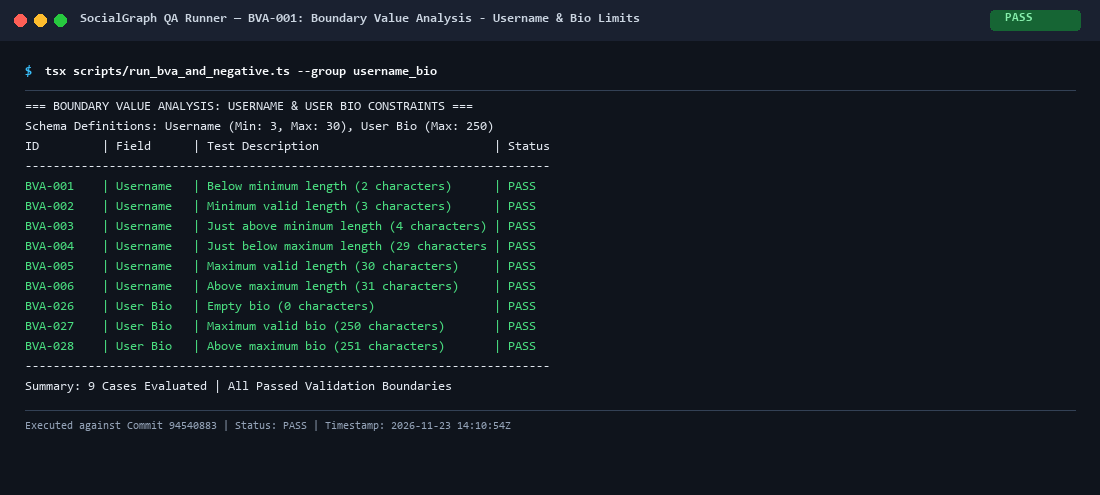 SocialGraph QA Runner — BVA-001: Boundary Value Analysis - Username & Bio Limits
PASS
$ tsx scripts/run_bva_and_negative.ts --group username_bio
=== BOUNDARY VALUE ANALYSIS: USERNAME & USER BIO CONSTRAINTS ===
Schema Definitions: Username (Min: 3, Max: 30), User Bio (Max: 250)
ID         | Field      | Test Description                         | Status
---------------------------------------------------------------------------
BVA-001    | Username   | Below minimum length (2 characters)      | PASS
BVA-002    | Username   | Minimum valid length (3 characters)      | PASS
BVA-003    | Username   | Just above minimum length (4 characters) | PASS
BVA-004    | Username   | Just below maximum length (29 characters | PASS
BVA-005    | Username   | Maximum valid length (30 characters)     | PASS
BVA-006    | Username   | Above maximum length (31 characters)     | PASS
BVA-026    | User Bio   | Empty bio (0 characters)                 | PASS
BVA-027    | User Bio   | Maximum valid bio (250 characters)       | PASS
BVA-028    | User Bio   | Above maximum bio (251 characters)       | PASS
---------------------------------------------------------------------------
Summary: 9 Cases Evaluated | All Passed Validation Boundaries
Executed against Commit 94540883 | Status: PASS | Timestamp: 2026-11-23 14:10:54Z